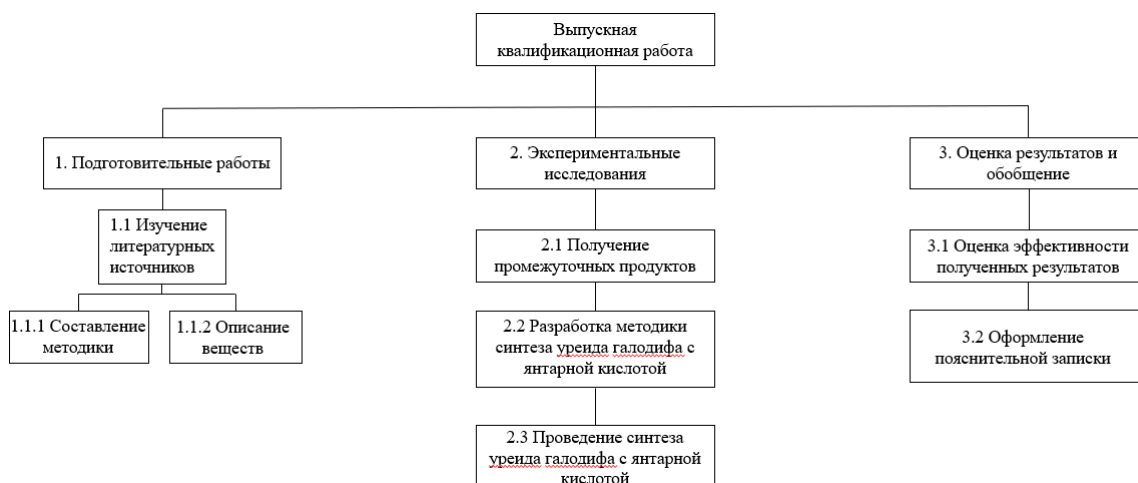 Выпускная
квалификационная работа
1. Подготовительные работы
1.1 Изучение
литературных
источников
1.1.1 Составление
методики
1.1.2 Описание
веществ
2. Экспериментальные
исследования
2.1 Получение
промежуточных продуктов
2.2 Разработка методики
синтеза уреида галодифа с
янтарной кислотой
2.3 Проведение синтеза
уреида галодифа с янтарной
кислотой
3. Оценка результатов и
обобщение
3.1 Оценка эффективности
полученных результатов
3.2 Оформление
пояснительной записки